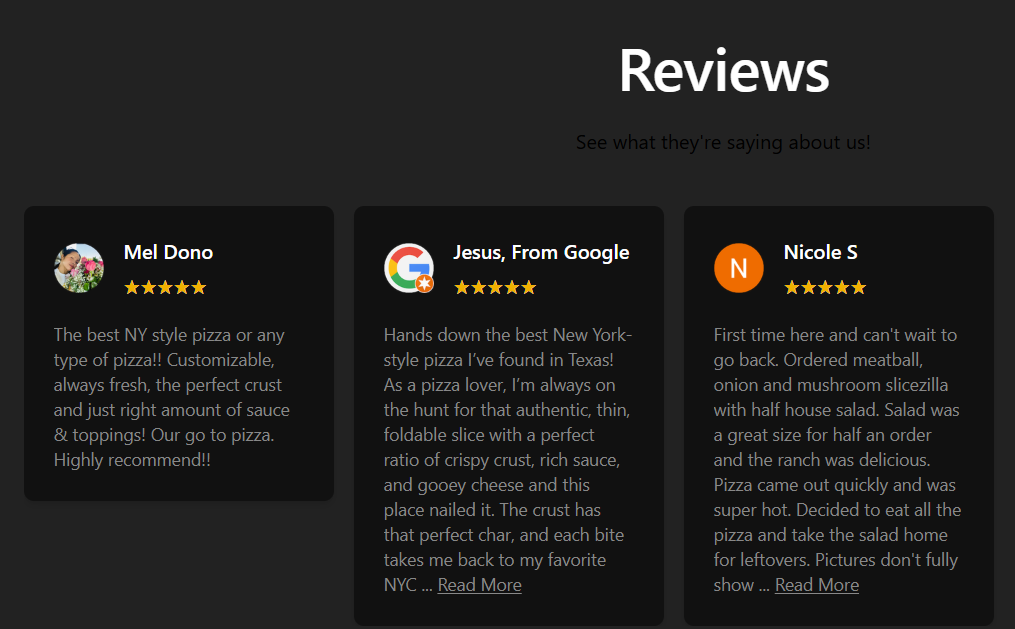 Reviews
See what they're saying about us!
Mel Dono
The best NY style pizza or any
type of pizza!! Customizable,
always fresh, the perfect crust
and just right amount of sauce
& toppings! Our go to pizza.
Highly recommend!!
Jesus, From Google
Hands down the best New York-
style pizza I’ve found in Texas!
As a pizza lover, I’m always on
the hunt for that authentic, thin,
foldable slice with a perfect
ratio of crispy crust, rich sauce,
and gooey cheese and this
place nailed it. The crust has
that perfect char, and each bite
takes me back to my favorite
NYC ... Read More
N
Nicole S
First time here and can't wait to
go back. Ordered meatball,
onion and mushroom slicezilla
with half house salad. Salad was
a great size for half an order
and the ranch was delicious.
Pizza came out quickly and was
super hot. Decided to eat all the
pizza and take the salad home
for leftovers. Pictures don't fully
show ... Read More